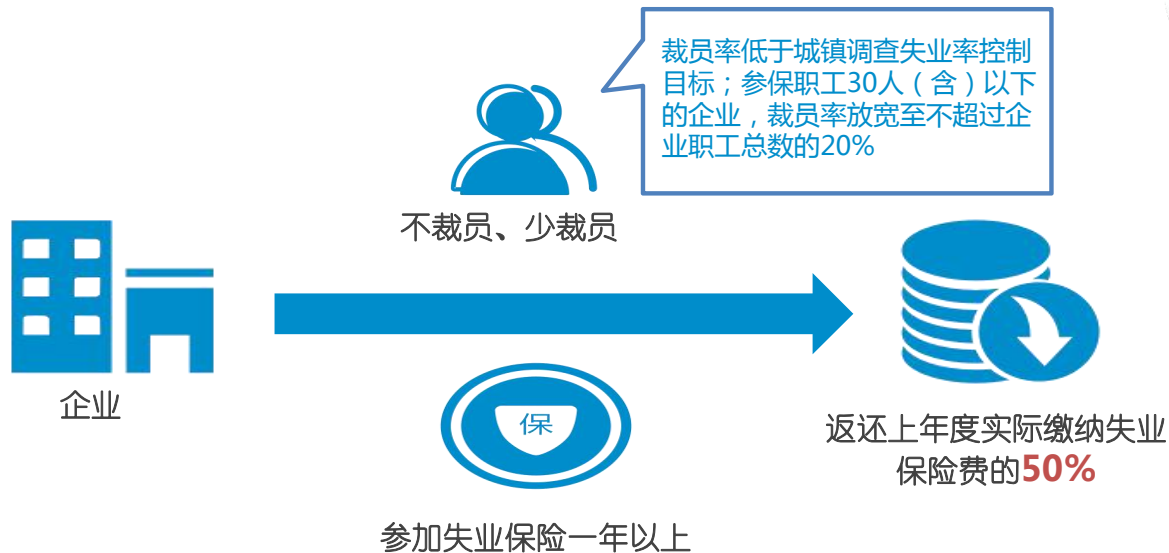 裁员率低于城镇调查失业率控制
目标；参保职工30人（含）以下
的企业，裁员率放宽至不超过企
业职工总数的20%
不裁员、少裁员
企业
保
参加失业保险一年以上
返还上年度实际缴纳失业
保险费的50%